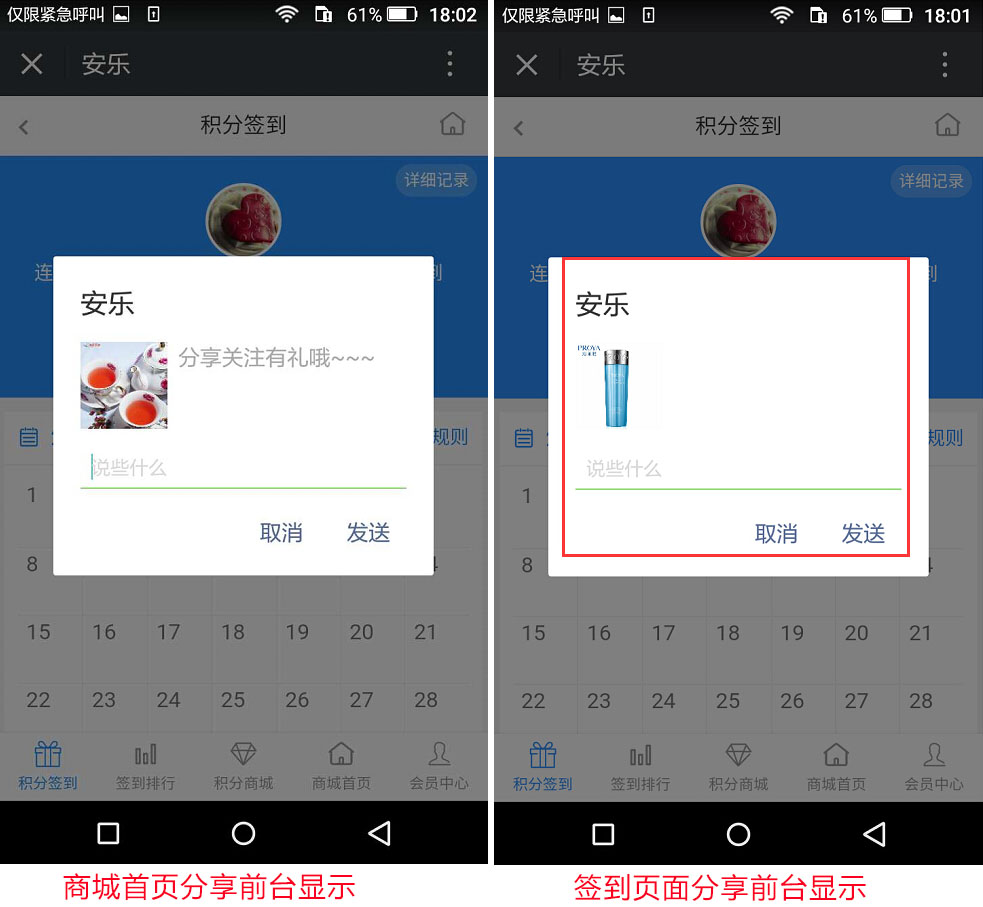 仅限紧急呼叫 61% 18:02
安乐
积分签到
详细记录
连
到
安乐
分享关注有礼哦~~~
说些什么
规则
取消 发送
1
8
15 16 17 18 19 20 21
22 23 24 25 26 27 28
积分签到 签到排行 积分商城 商城首页 会员中心
商城首页分享前台显示
仅限紧急呼叫 61% 18:01
安乐
积分签到
详细记录
连
到
安乐
PROYA
说些什么
规则
取消 发送
1
8
15 16 17 18 19 20 21
22 23 24 25 26 27 28
积分签到 签到排行 积分商城 商城首页 会员中心
签到页面分享前台显示